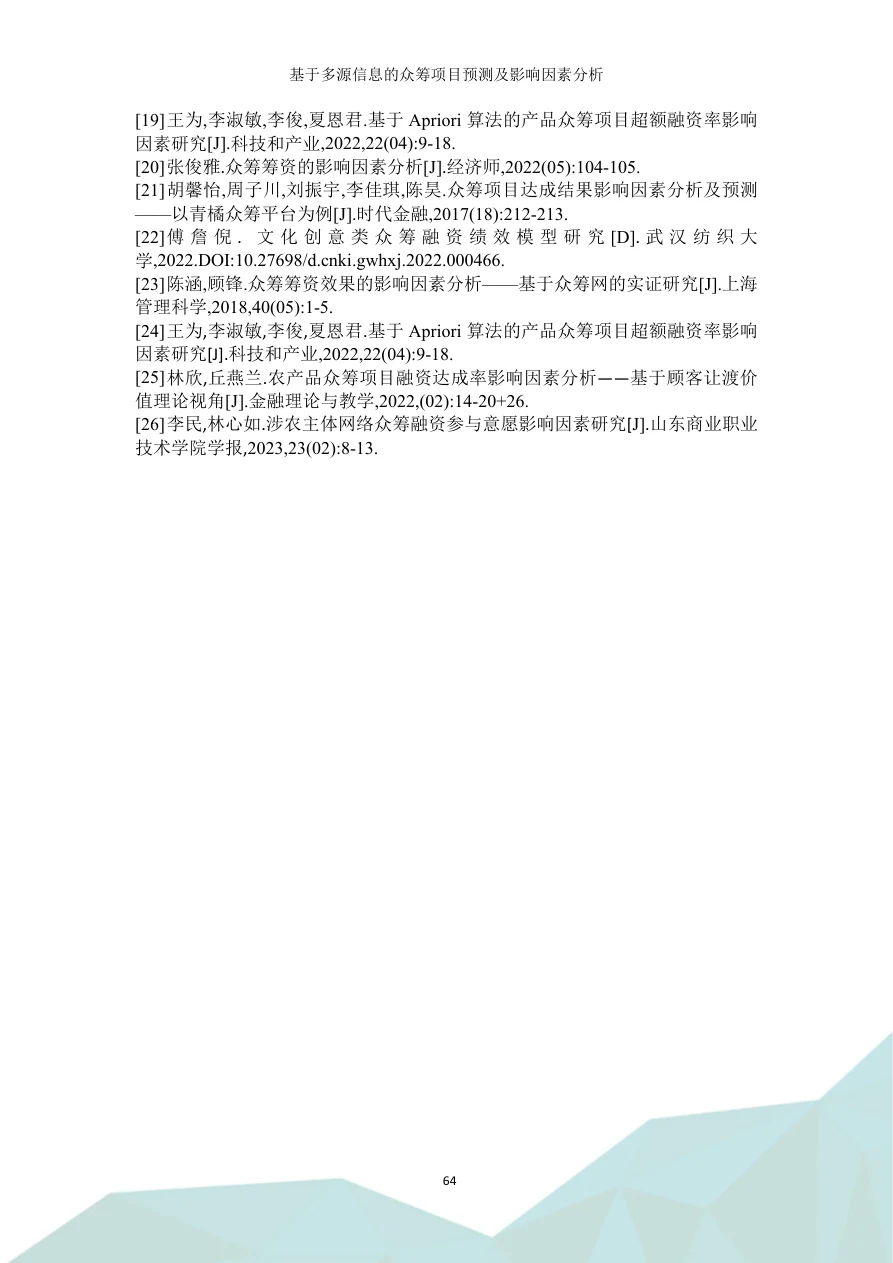 基于多源信息的众筹项目预测及影响因素分析
[19]王为,李淑敏,李俊,夏恩君.基于 Apriori 算法的产品众筹项目超额融资率影响
因素研究[J].科技和产业,2022,22(04):9-18.
[20]张俊雅.众筹筹资的影响因素分析[J].经济师,2022(05):104-105.
[21]胡馨怡,周子川,刘振宇,李佳琪,陈昊.众筹项目达成结果影响因素分析及预测
——以青橘众筹平台为例[J].时代金融,2017(18):212-213.
[22]傅詹倪. 文化创意类众筹融资绩效模型研究[D].武汉纺织大
学,2022.DOI:10.27698/d.cnki.gwhxj.2022.000466.
[23]陈涵,顾锋.众筹筹资效果的影响因素分析——基于众筹网的实证研究[J].上海
管理科学,2018,40(05):1-5.
[24]王为,李淑敏,李俊,夏恩君.基于 Apriori 算法的产品众筹项目超额融资率影响
因素研究[J].科技和产业,2022,22(04):9-18.
[25]林欣,丘燕兰.农产品众筹项目融资达成率影响因素分析——基于顾客让渡价
值理论视角[J].金融理论与教学,2022,(02):14-20+26.
[26]李民,林心如.涉农主体网络众筹融资参与意愿影响因素研究[J].山东商业职业
技术学院学报,2023,23(02):8-13.
64